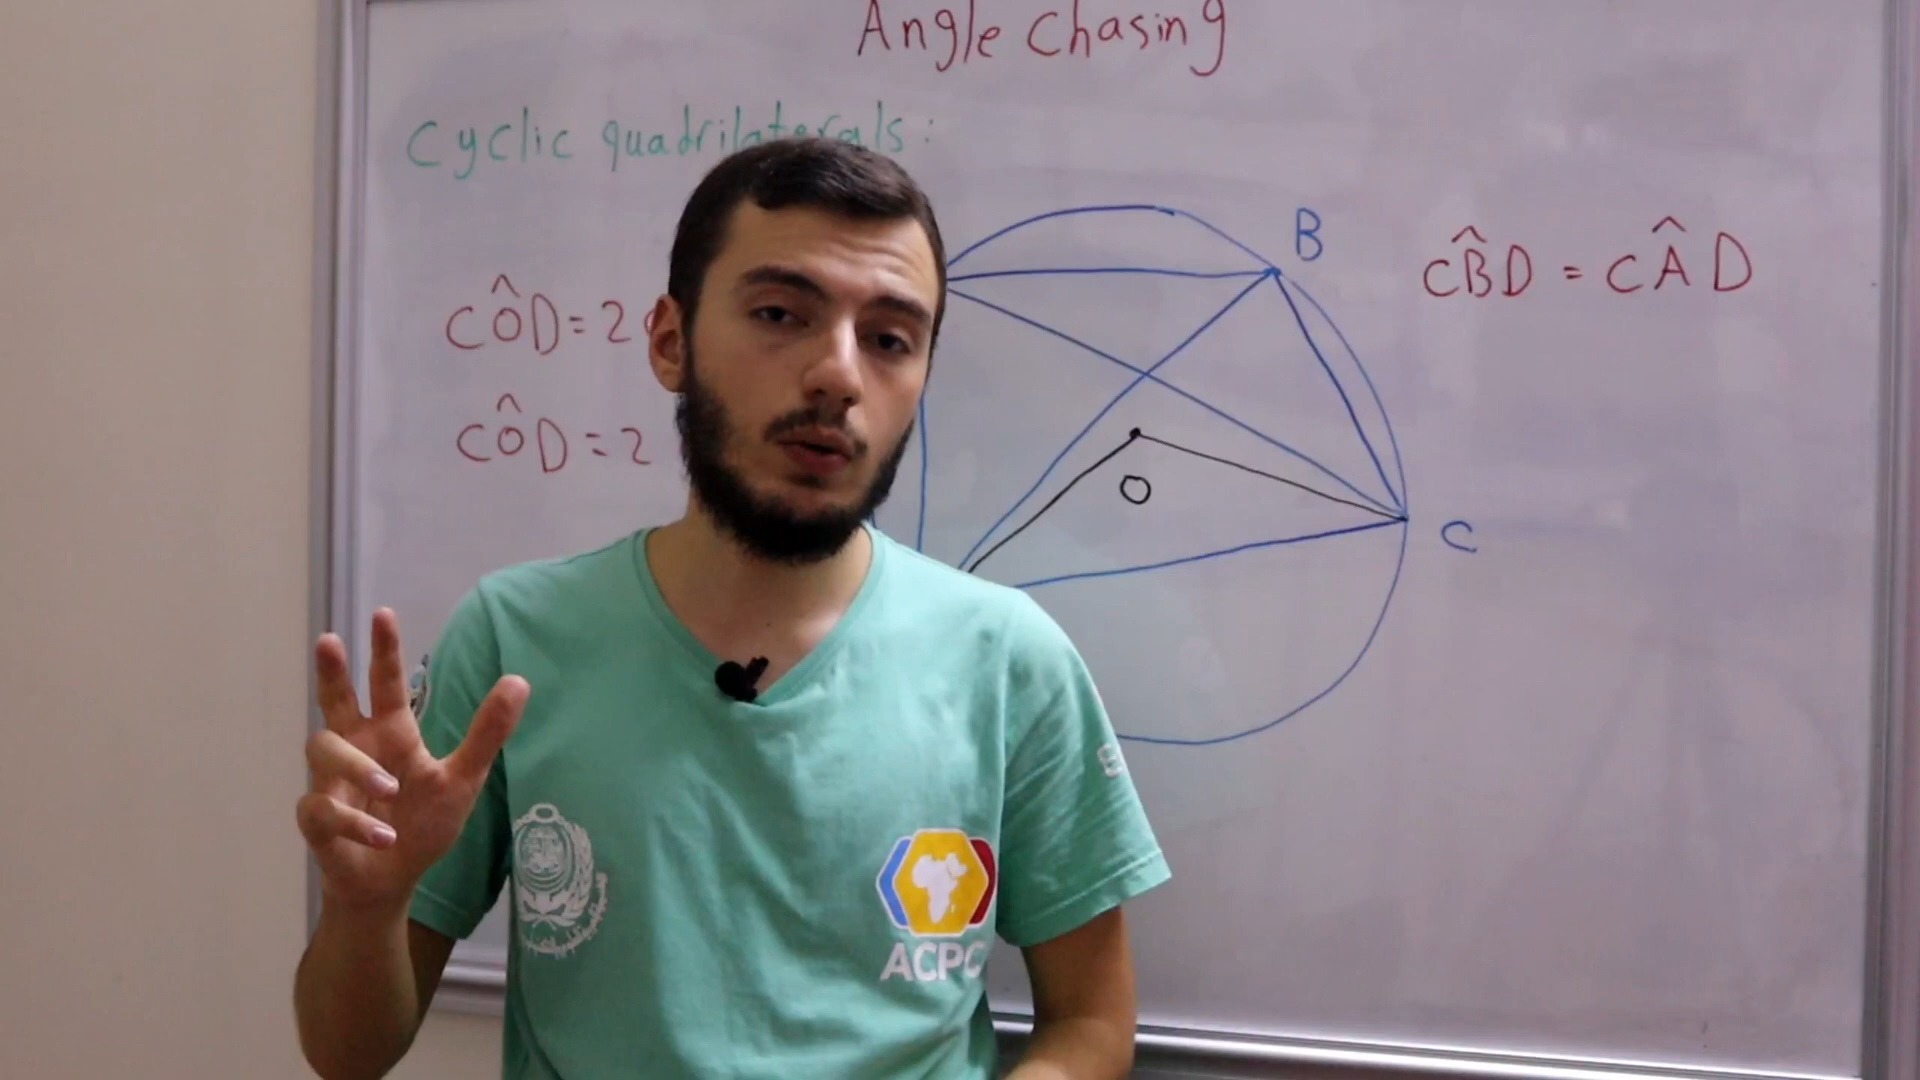 Angle Chasing
Cyclic quadrilaterals:
B
CB̂D = CÂD
CÔD = 2
CÔD = 2
O
C
ACPC